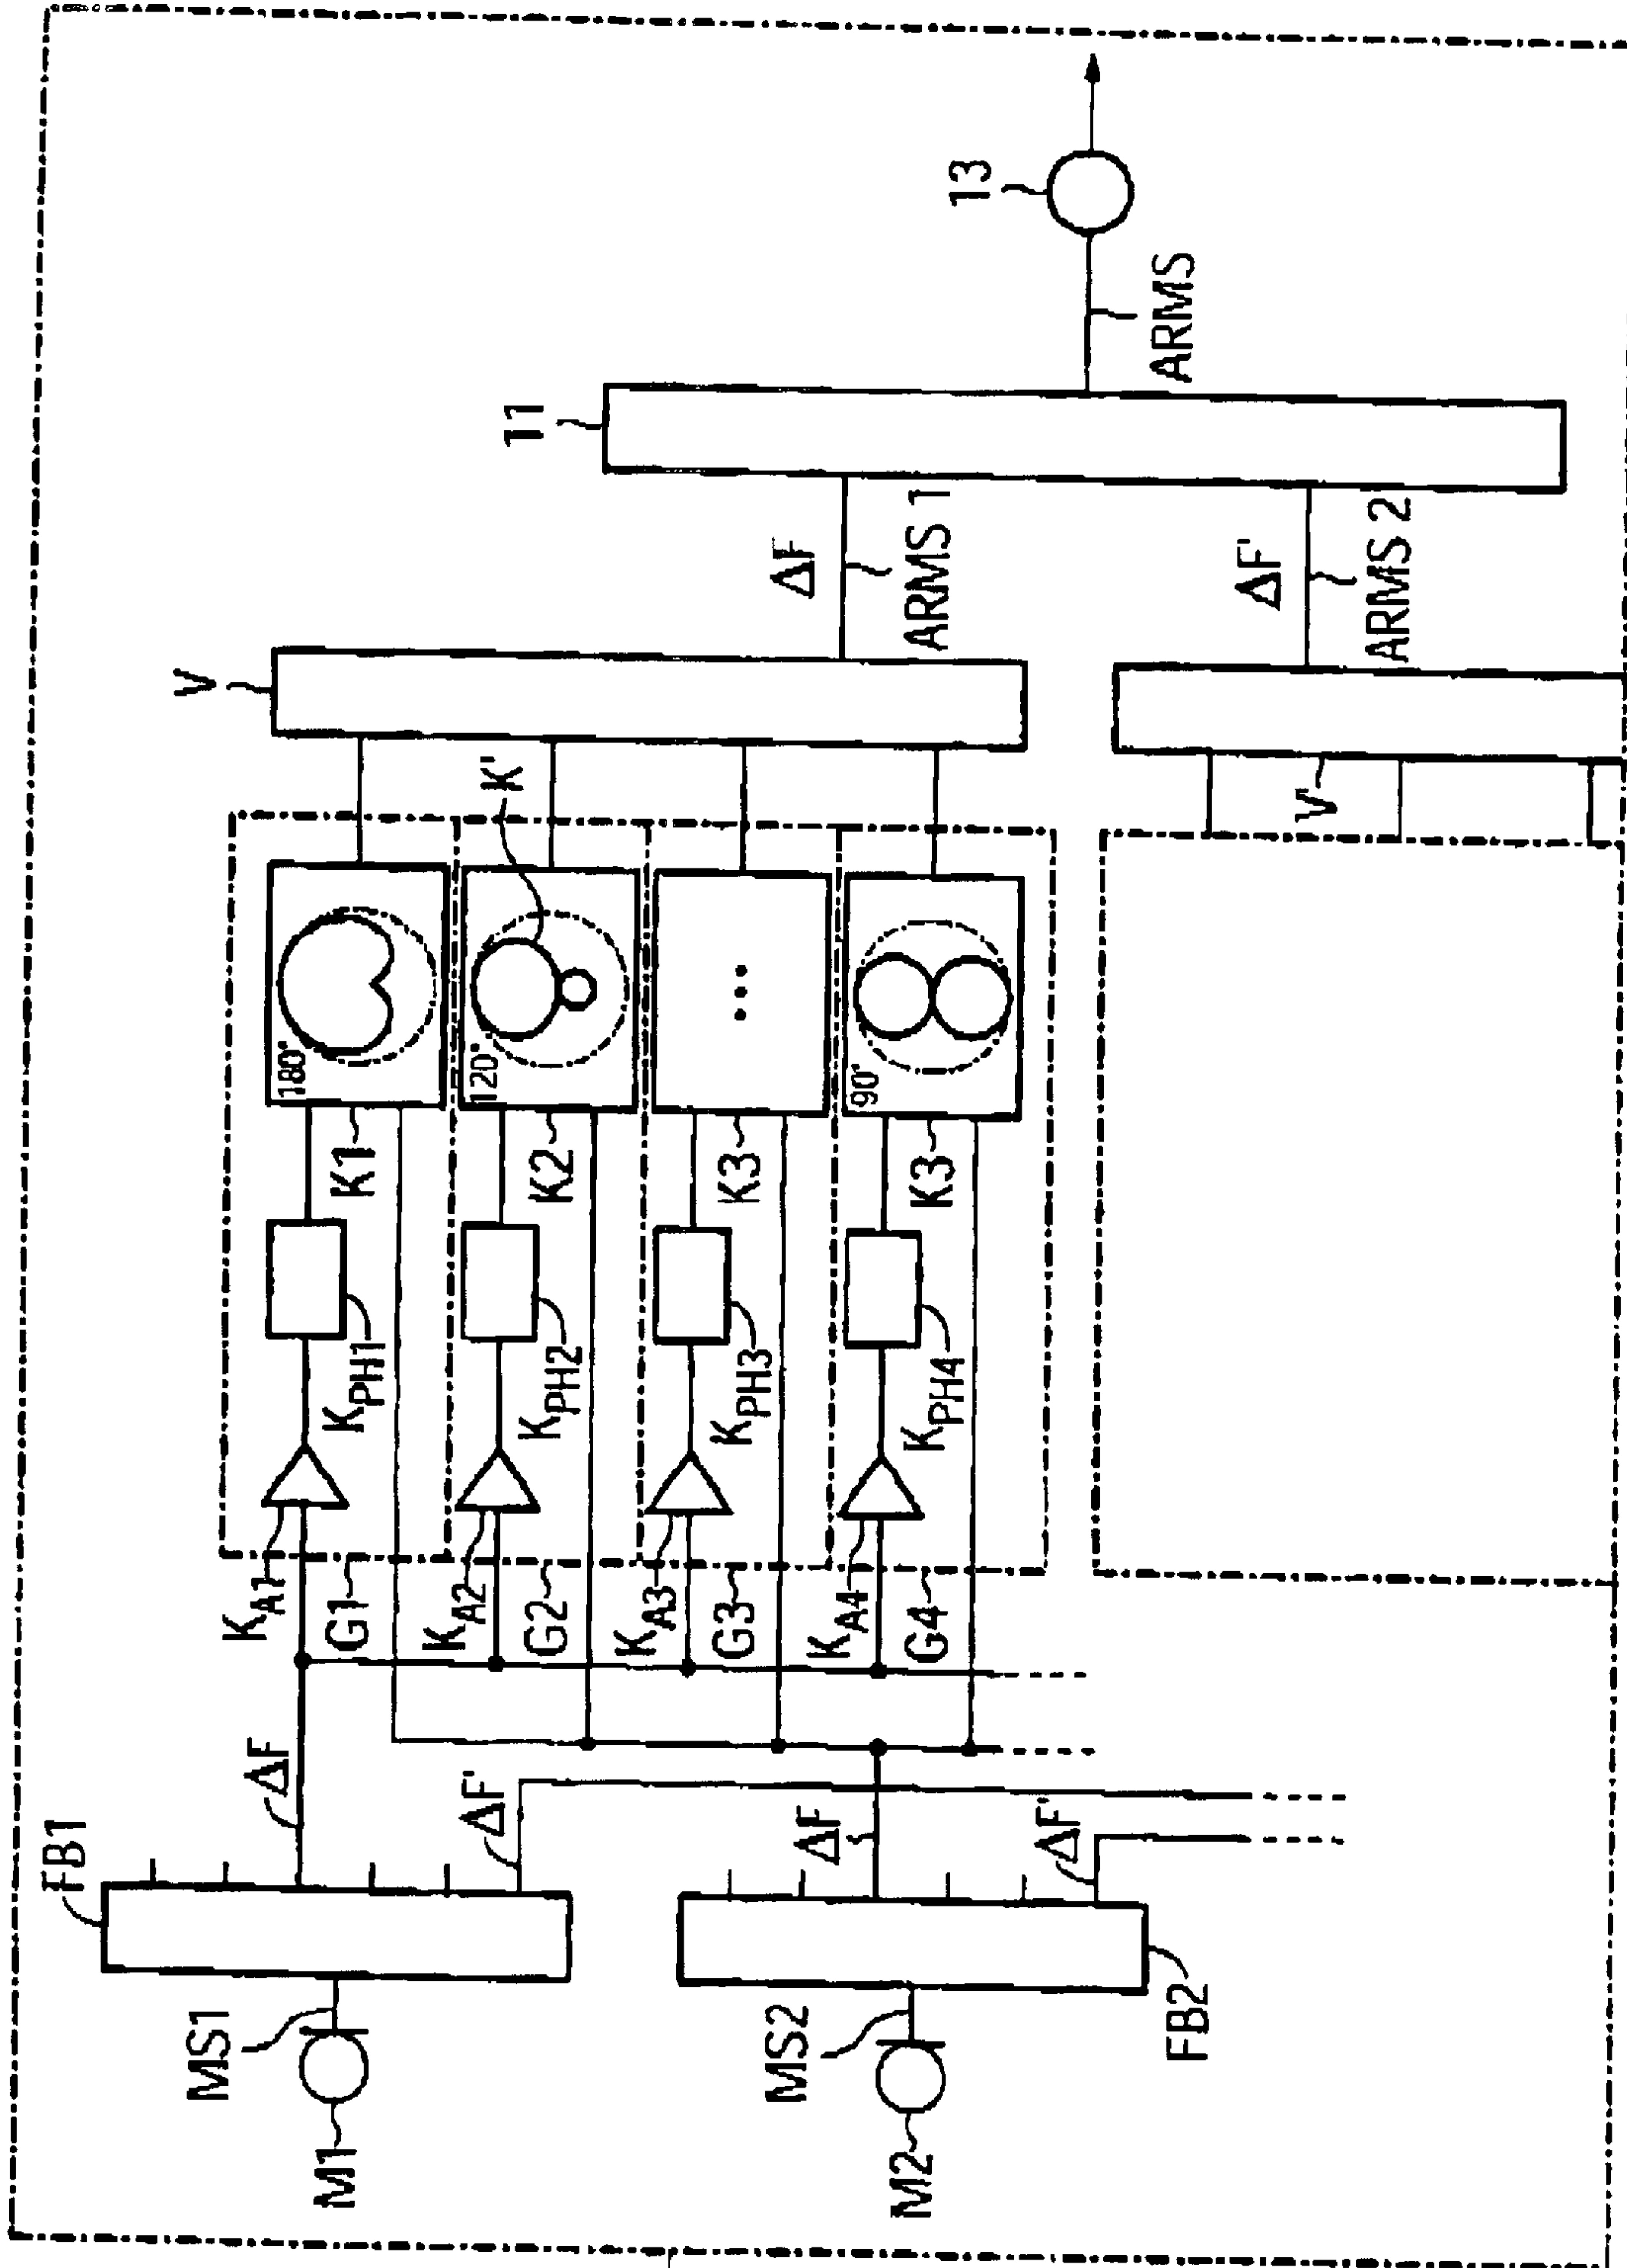 M1
MS1
FB1
ΔF
ΔF'
M2
MS2
FB2
ΔF
ΔF'
KA1
G1
KPH1
K1
180°
KA2
G2
KPH2
K2
120°
K'
KA3
G3
KPH3
K3
...
KA4
G4
KPH4
K3
90°
V
ΔF
ARMS 1
V'
ΔF'
ARMS 2
11
ARMS
13